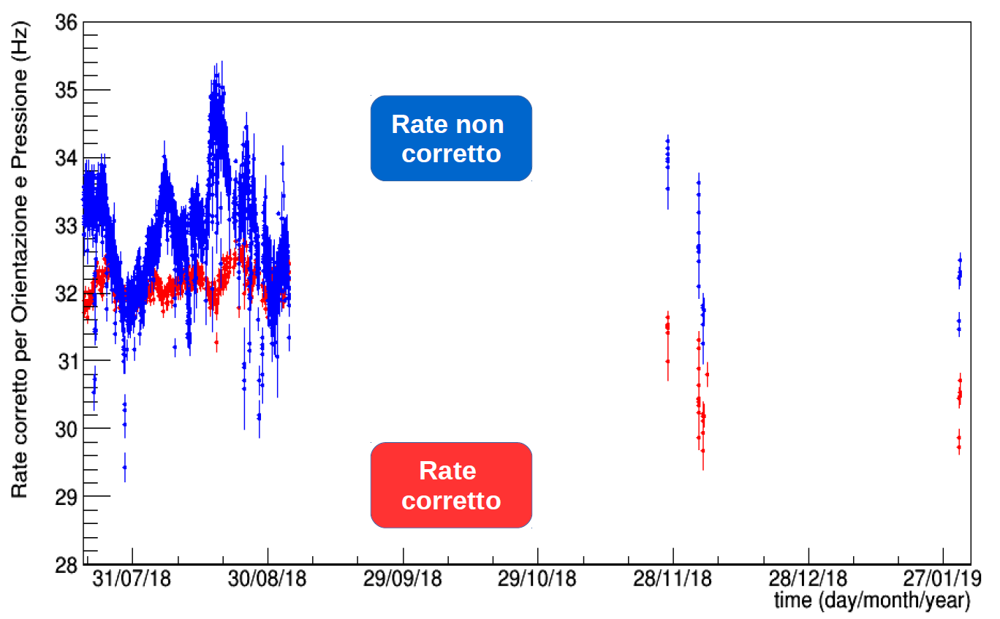 Rate corretto per Orientazione e Pressione (Hz)
36
35
34
33
32
31
30
29
28
Rate non
corretto
Rate
corretto
31/07/18 30/08/18 29/09/18 29/10/18 28/11/18 28/12/18 27/01/19
time (day/month/year)